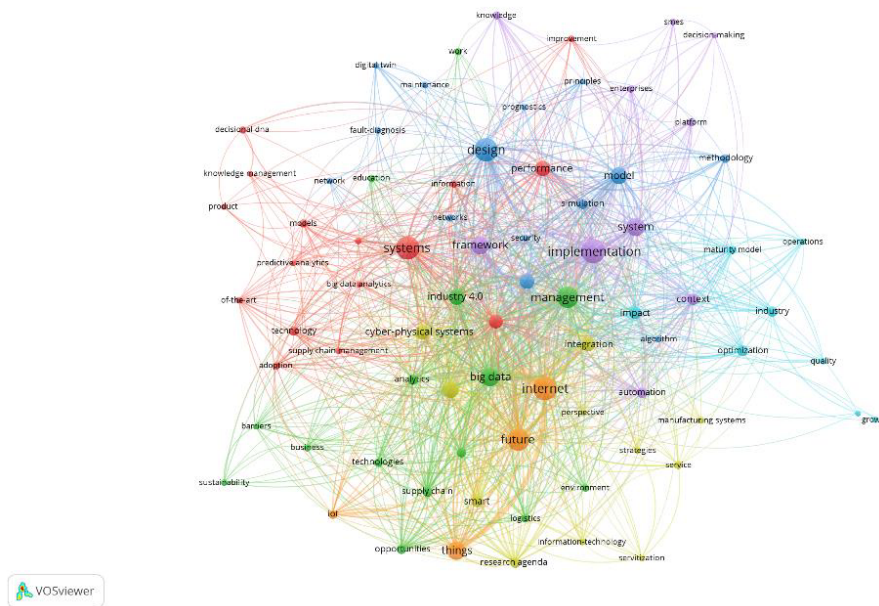 knowledge
smes
decision-making
improvement
work
digital twin
maintenance
principles
enterprises
prognostics
platform
decisional dna
fault-diagnosis
design
methodology
performance
model
knowledge management
network
education
information
product
networks
simulation
models
system
security
systems
framework
implementation
maturity model
operations
predictive analytics
big data analytics
of-the-art
industry 4.0
management
context
impact
industry
technology
cyber-physical systems
integration
algorithm
supply chain management
optimization
adoption
quality
analytics
big data
internet
automation
perspective
manufacturing systems
grow
barriers
future
business
strategies
technologies
service
sustainability
supply chain
environment
smart
iot
logistics
opportunities
things
information-technology
research agenda
servitization
VOSviewer